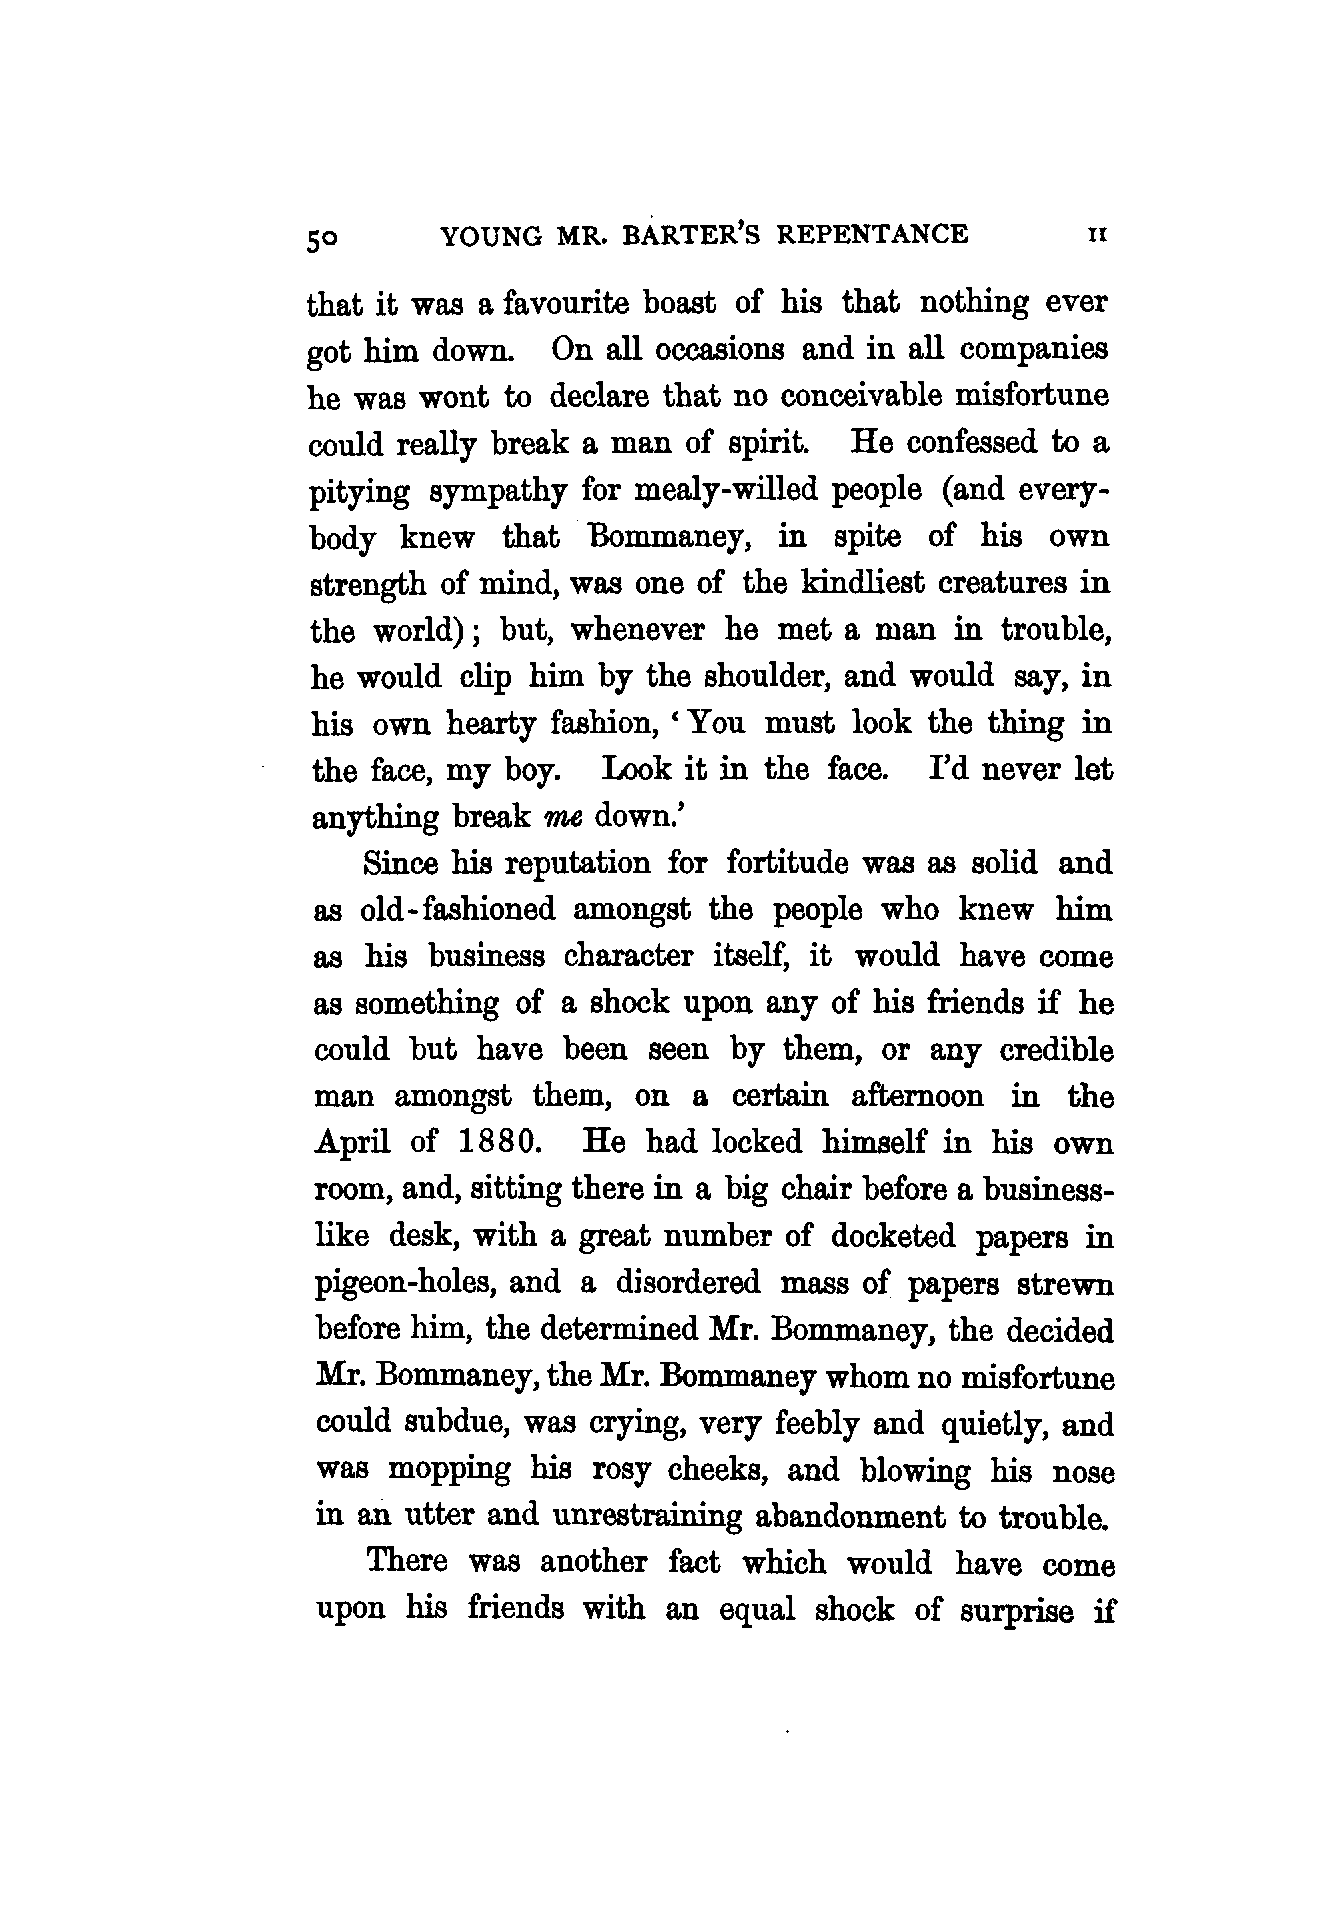 50 YOUNG MR. BARTER'S REPENTANCE II
that it was a favourite boast of his that nothing ever
got him down. On all occasions and in all companies
he was wont to declare that no conceivable misfortune
could really break a man of spirit. He confessed to a
pitying sympathy for mealy-willed people (and every-
body knew that Bommaney, in spite of his own
strength of mind, was one of the kindliest creatures in
the world); but, whenever he met a man in trouble,
he would clip him by the shoulder, and would say, in
his own hearty fashion, ‘You must look the thing in
the face, my boy. Look it in the face. I’d never let
anything break me down.’
Since his reputation for fortitude was as solid and
as old-fashioned amongst the people who knew him
as his business character itself, it would have come
as something of a shock upon any of his friends if he
could but have been seen by them, or any credible
man amongst them, on a certain afternoon in the
April of 1880. He had locked himself in his own
room, and, sitting there in a big chair before a business-
like desk, with a great number of docketed papers in
pigeon-holes, and a disordered mass of papers strewn
before him, the determined Mr. Bommaney, the decided
Mr. Bommaney, the Mr. Bommaney whom no misfortune
could subdue, was crying, very feebly and quietly, and
was mopping his rosy cheeks, and blowing his nose
in an utter and unrestraining abandonment to trouble.
There was another fact which would have come
upon his friends with an equal shock of surprise if